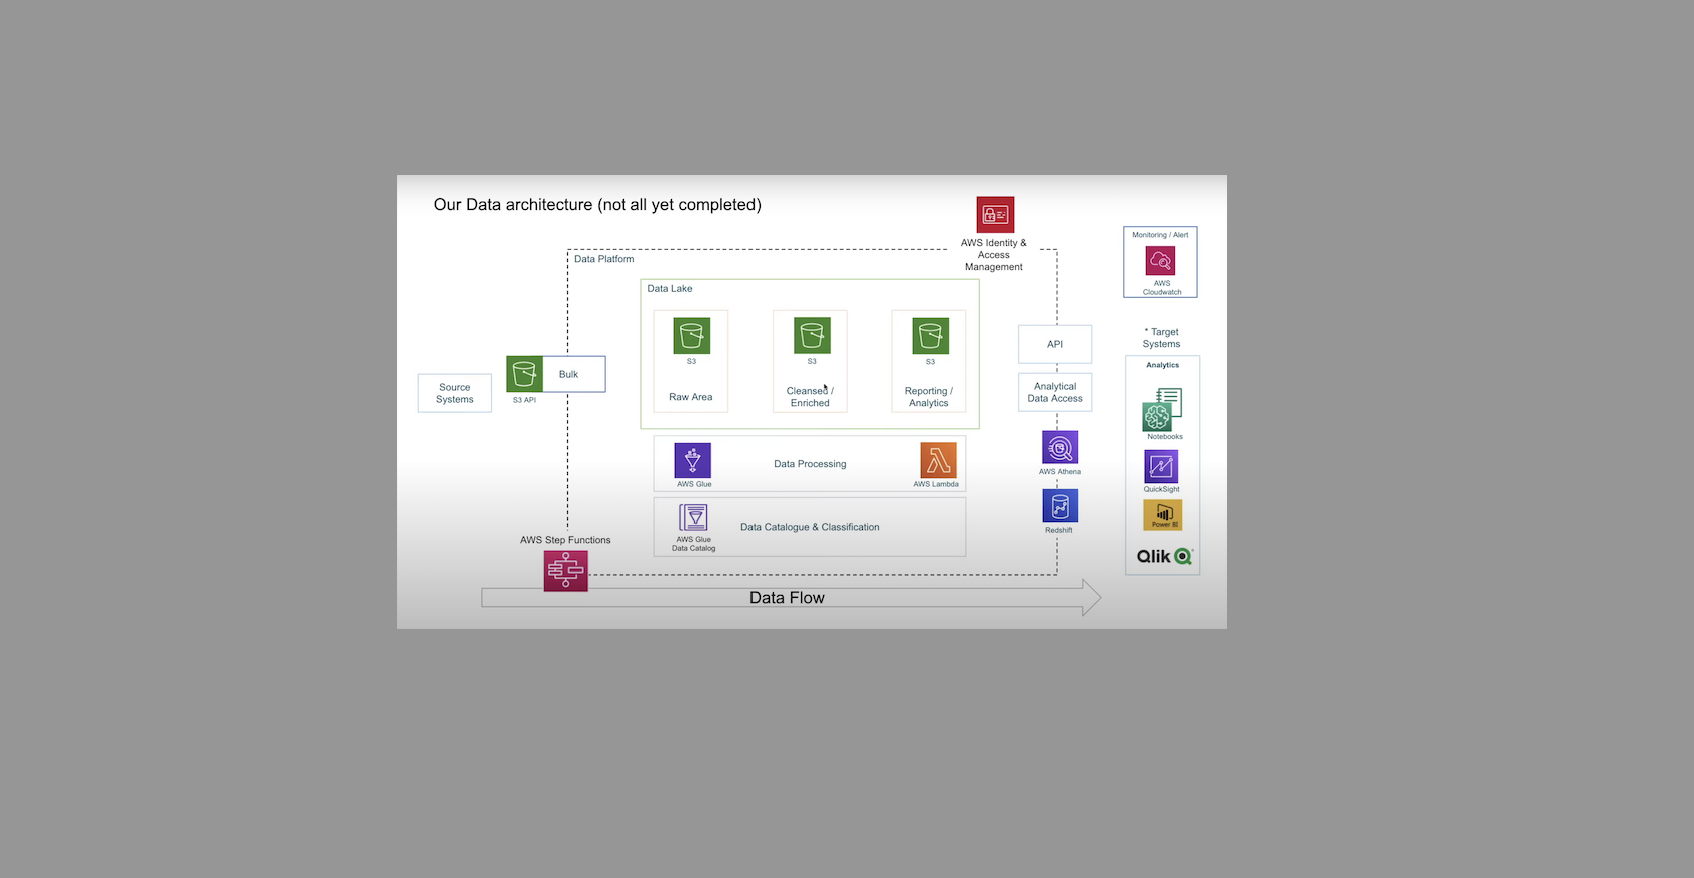 Our Data architecture (not all yet completed)
AWS Identity &
Access
Management
Monitoring / Alert
AWS
Cloudwatch
Data Platform
Data Lake
S3
S3
S3
Raw Area
Cleansed /
Enriched
Reporting /
Analytics
Source
Systems
Bulk
S3 API
API
Analytical
Data Access
* Target
Systems
Analytics
Notebooks
QuickSight
Power BI
Qlik
AWS Glue
Data Processing
AWS Lambda
AWS Athena
Redshift
AWS Glue
Data Catalog
Data Catalogue & Classification
AWS Step Functions
Data Flow